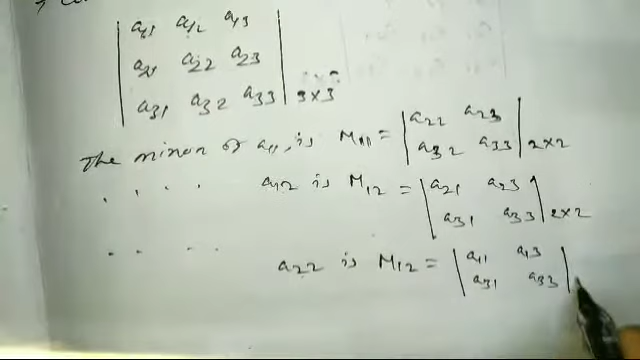 a11 a12 a13
a21 a22 a23
a31 a32 a33 3×3
The minor of a11, is M11 = a22 a23
a32 a33 2×2
" " " a12 is M12 = a21 a23
a31 a33 2×2
" " " a22 is M12 = a11 a13
a31 a33